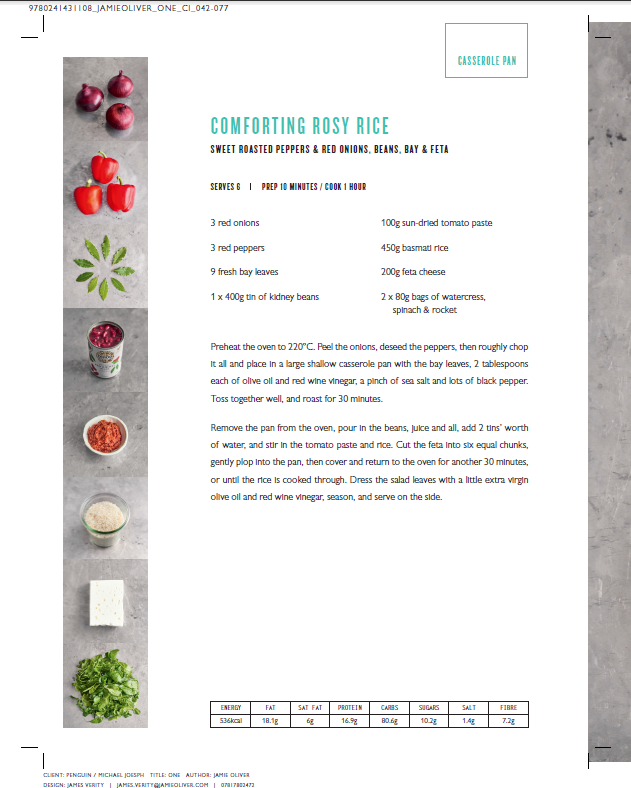 9780241431108_JAMIEOLIVER_ONE_CI_042-077
CASSEROLE PAN
COMFORTING ROSY RICE
SWEET ROASTED PEPPERS & RED ONIONS, BEANS, BAY & FETA
SERVES 6 | PREP 10 MINUTES / COOK 1 HOUR
3 red onions
3 red peppers
9 fresh bay leaves
1 x 400g tin of kidney beans
100g sun-dried tomato paste
450g basmati rice
200g feta cheese
2 x 80g bags of watercress,
spinach & rocket
Preheat the oven to 220°C. Peel the onions, deseed the peppers, then roughly chop
it all and place in a large shallow casserole pan with the bay leaves, 2 tablespoons
each of olive oil and red wine vinegar, a pinch of sea salt and lots of black pepper.
Toss together well, and roast for 30 minutes.
Remove the pan from the oven, pour in the beans, juice and all, add 2 tins' worth
of water, and stir in the tomato paste and rice. Cut the feta into six equal chunks,
gently plop into the pan, then cover and return to the oven for another 30 minutes,
or until the rice is cooked through. Dress the salad leaves with a little extra virgin
olive oil and red wine vinegar, season, and serve on the side.
ENERGY FAT SAT FAT PROTEIN CARBS SUGARS SALT FIBRE
536kcal 18.1g 6g 16.9g 80.6g 10.2g 1.4g 7.2g
CLIENT: PENGUIN / MICHAEL JOESPH TITLE: ONE AUTHOR: JAMIE OLIVER
DESIGN: JAMES VERITY | JAMES.VERITY@JAMIEOLIVER.COM | 07817802472